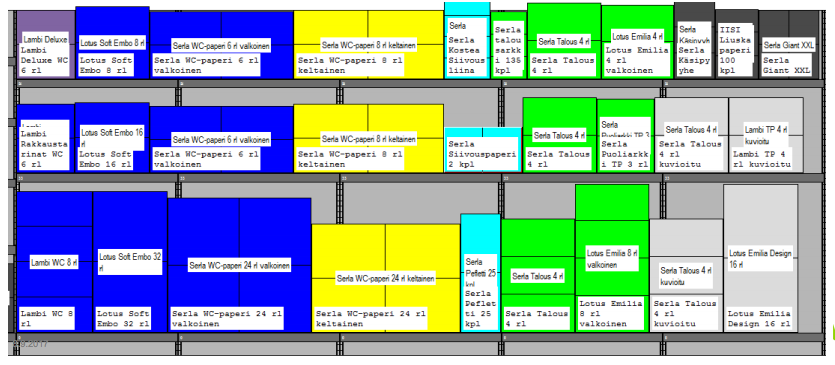 Lambi Deluxe
Lambi
Deluxe WC
6 rl
Lotus Soft Embo 8 rl
Lotus Soft
Embo 8 rl
Serla WC-paperi 6 rl valkoinen
Serla WC-paperi 6 rl
valkoinen
Serla WC-paperi 8 rl keltainen
Serla WC-paperi 8 rl
keltainen
Serla
Serla
Kostea
Siivous
liina
Serla
talou
sarkk
i 135
kpl
Serla Talous 4 rl
Serla Talous
4 rl
Lotus Emilia 4 rl
Lotus Emilia
4 rl
valkoinen
Serla
Serla
Käsipy
yhe
IISI
Liuska
paperi
100
kpl
Serla Giant XXL
Serla
Giant XXL
Lambi
Rakkausta
rinat WC
6 rl
Lotus Soft Embo 16
rl
Lotus Soft
Embo 16 rl
Serla WC-paperi 6 rl valkoinen
Serla WC-paperi 6 rl
valkoinen
Serla WC-paperi 8 rl keltainen
Serla WC-paperi 8 rl
keltainen
Serla
Siivouspaperi
2 kpl
Serla Talous 4 rl
Serla Talous
4 rl
Serla
Puoliarkki TP 3
Serla
Puoliarkk
i TP 3 rl
Serla Talous 4 rl
Serla Talous
4 rl
kuvioitu
Lambi TP 4 rl
kuvioitu
Lambi TP 4
rl kuvioitu
Lambi WC 8 rl
Lambi WC 8
rl
Lotus Soft Embo 32
rl
Lotus Soft
Embo 32 rl
Serla WC-paperi 24 rl valkoinen
Serla WC-paperi 24 rl
valkoinen
Serla WC-paperi 24 rl keltainen
Serla WC-paperi 24 rl
keltainen
Serla
Pefletti 25
kpl
Serla
Peflet
ti 25
kpl
Serla Talous 4 rl
Serla Talous
4 rl
Lotus Emilia 8 rl
valkoinen
Lotus Emilia
8 rl
valkoinen
Serla Talous 4 rl
kuvioitu
Serla Talous
4 rl
kuvioitu
Lotus Emilia Design
16 rl
Lotus Emilia
Design 16 rl